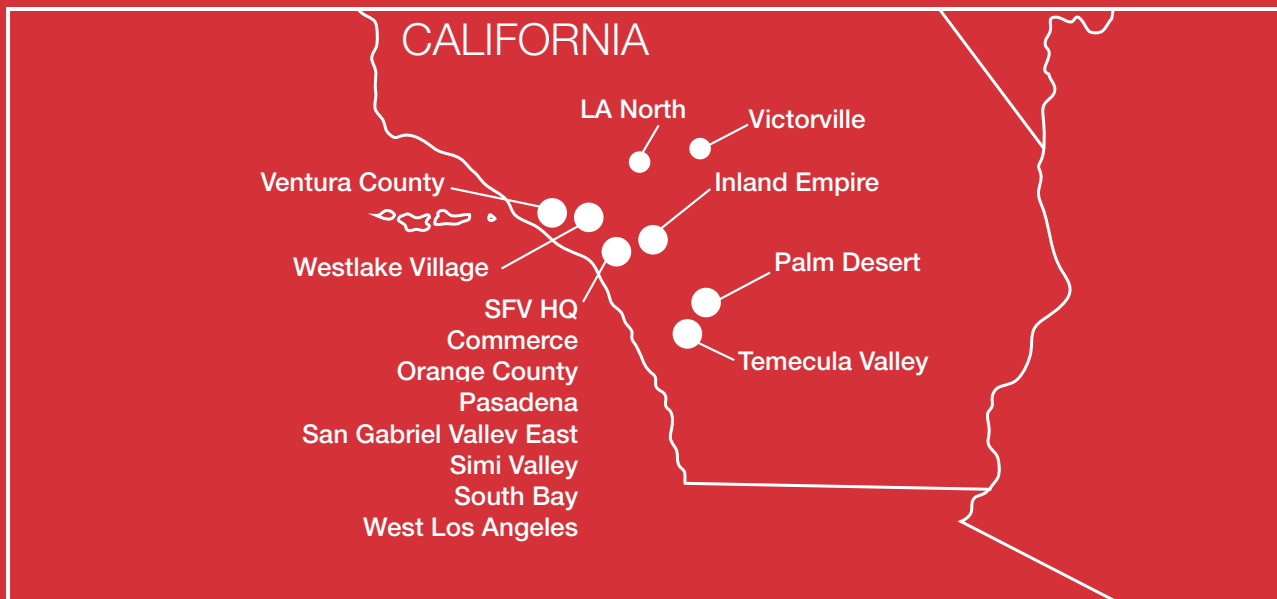 CALIFORNIA
LA North
Victorville
Ventura County
Inland Empire
Westlake Village
Palm Desert
SFV HQ
Commerce
Orange County
Temecula Valley
Pasadena
San Gabriel Valley East
Simi Valley
South Bay
West Los Angeles